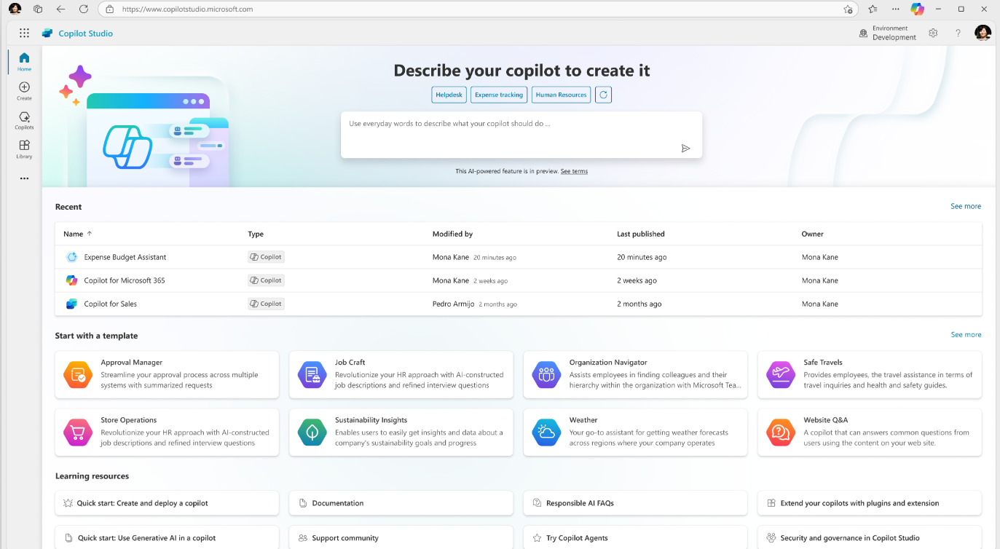 https://www.copilotstudio.microsoft.com
Copilot Studio
Environment
Development
?
Home
Create
Copilots
Library
Describe your copilot to create it
Helpdesk
Expense tracking
Human Resources
Use everyday words to describe what your copilot should do ...
This AI-powered feature is in preview. See terms
Recent
See more
Name ↑ Type Modified by Last published Owner
Expense Budget Assistant Copilot Mona Kane 20 minutes ago 20 minutes ago Mona Kane
Copilot for Microsoft 365 Copilot Mona Kane 2 weeks ago 2 weeks ago Mona Kane
Copilot for Sales Copilot Pedro Armijo 2 months ago 2 months ago Mona Kane
Start with a template
See more
Approval Manager
Streamline your approval process across multiple
systems with summarized requests
Job Craft
Revolutionize your HR approach with AI-constructed
job descriptions and refined interview questions
Organization Navigator
Assists employees in finding colleagues and their
hierarchy within the organization with Microsoft Tea...
Safe Travels
Provides employees, the travel assistance in terms of
travel inquiries and health and safety guides.
Store Operations
Revolutionize your HR approach with AI-constructed
job descriptions and refined interview questions
Sustainability Insights
Enables users to easily get insights and data about a
company's sustainability goals and progress
Weather
Your go-to assistant for getting weather forecasts
across regions where your company operates
Website Q&A
A copilot that can answers common questions from
users using the content on your web site.
Learning resources
Quick start: Create and deploy a copilot
Documentation
Responsible AI FAQs
Extend your copilots with plugins and extension
Quick start: Use Generative AI in a copilot
Support community
Try Copilot Agents
Security and governance in Copilot Studio